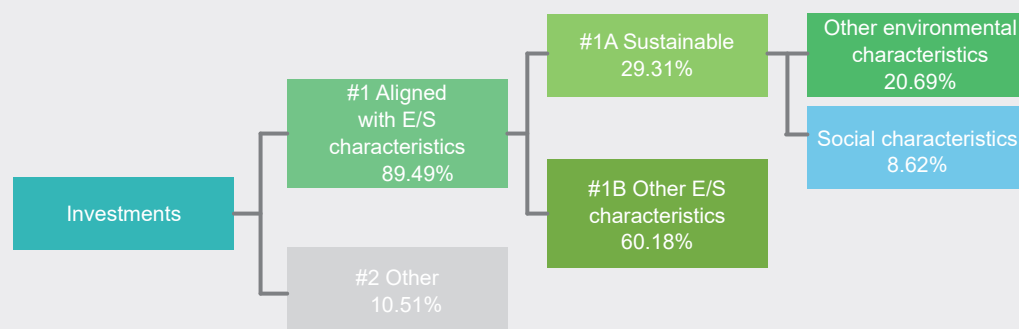 Investments
#1 Aligned
with E/S
characteristics
89.49%
#2 Other
10.51%
#1A Sustainable
29.31%
#1B Other E/S
characteristics
60.18%
Other environmental
characteristics
20.69%
Social characteristics
8.62%